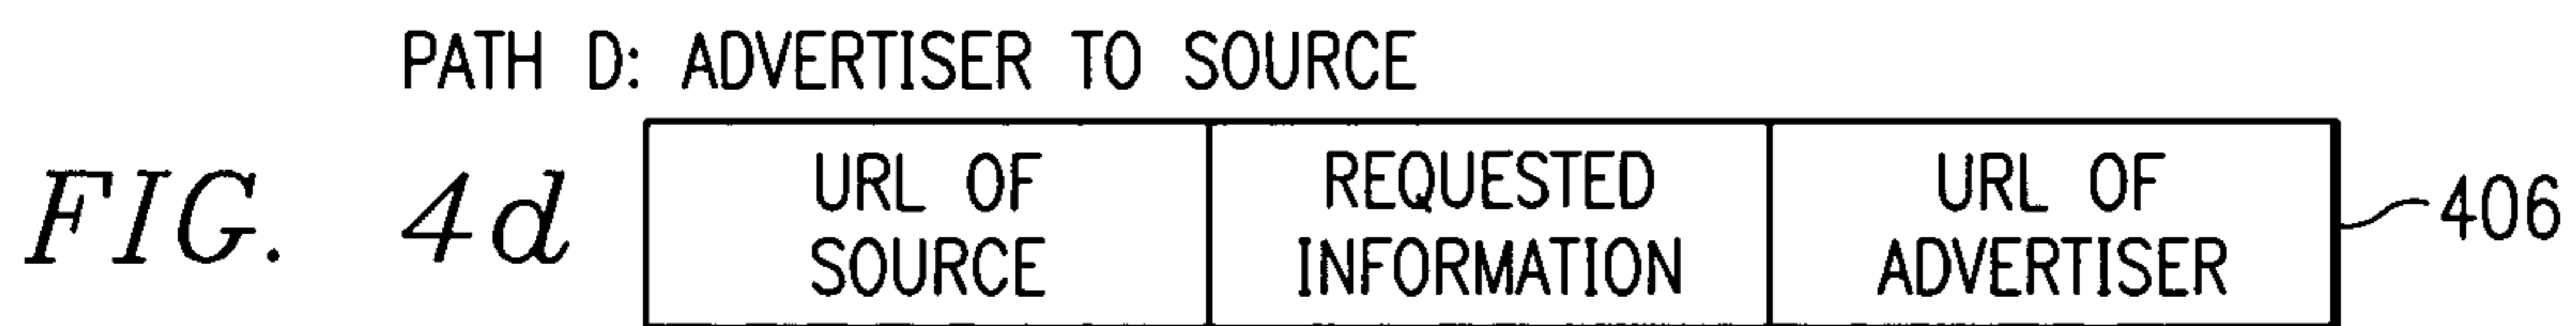 PATH D: ADVERTISER TO SOURCE
FIG. 4d
URL OF
SOURCE
REQUESTED
INFORMATION
URL OF
ADVERTISER
406